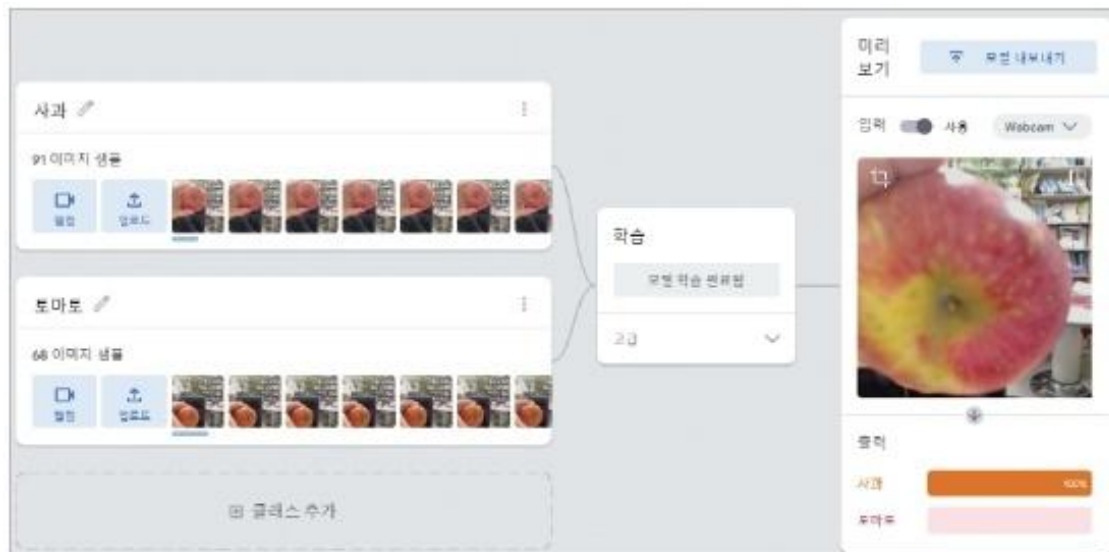 사과
91 이미지 샘플
웹캠
업로드
토마토
68 이미지 샘플
웹캠
업로드
클래스 추가
학습
모델 학습 완료됨
고급
미리
보기
모델 내보내기
입력
사용
Webcam
출력
사과
100%
토마토